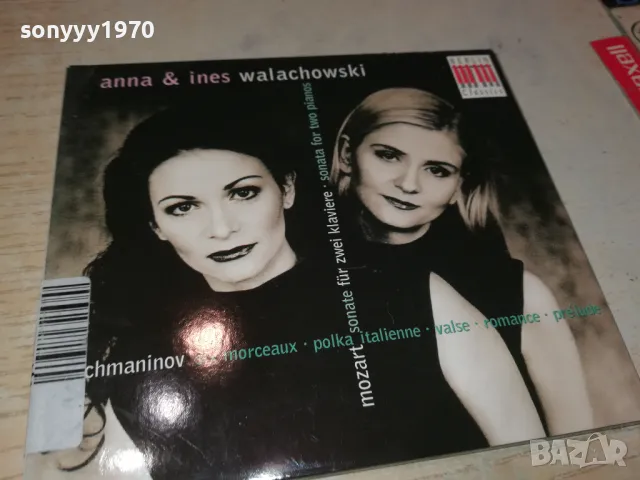 sonyyy1970
anna & ines walachowski
BERLIN
Classics
mozart sonate für zwei klaviere · sonata for two pianos
chmaninov
morceaux · polka italienne · valse · romance · prélude
maxell
BAZAR